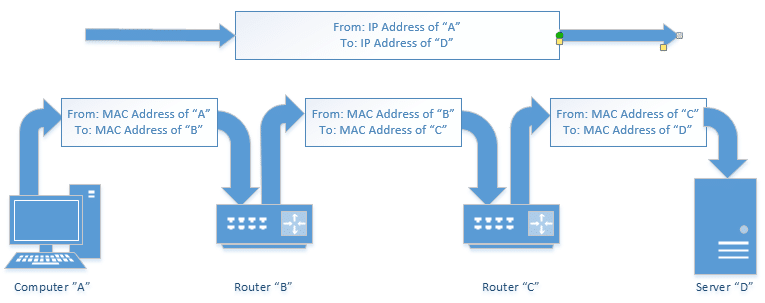 From: IP Address of “A”
To: IP Address of “D”
From: MAC Address of “A”
To: MAC Address of “B”
From: MAC Address of “B”
To: MAC Address of “C”
From: MAC Address of “C”
To: MAC Address of “D”
Computer “A”
Router “B”
Router “C”
Server “D”